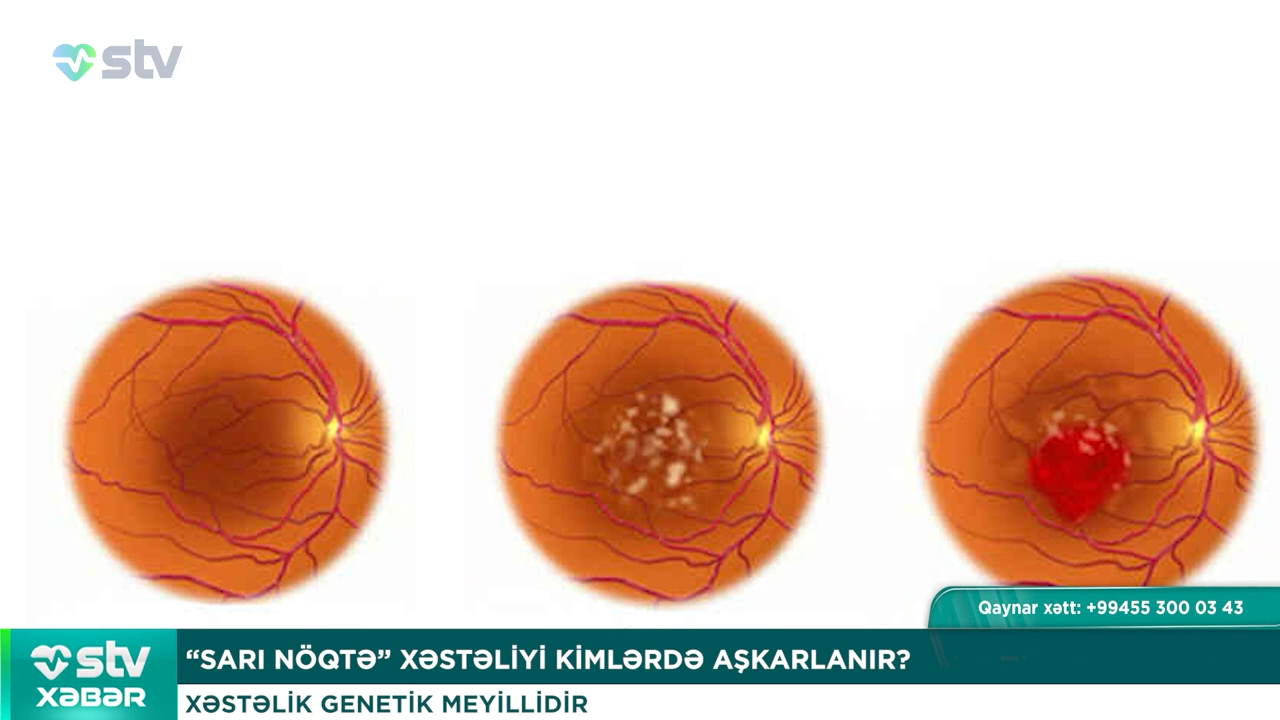 stv
Qaynar xətt: +99455 300 03 43
stv
XƏBƏR
“SARI NÖQTƏ” XƏSTƏLİYİ KİMLƏRDƏ AŞKARLANIR?
XƏSTƏLİK GENETİK MEYİLLİDİR